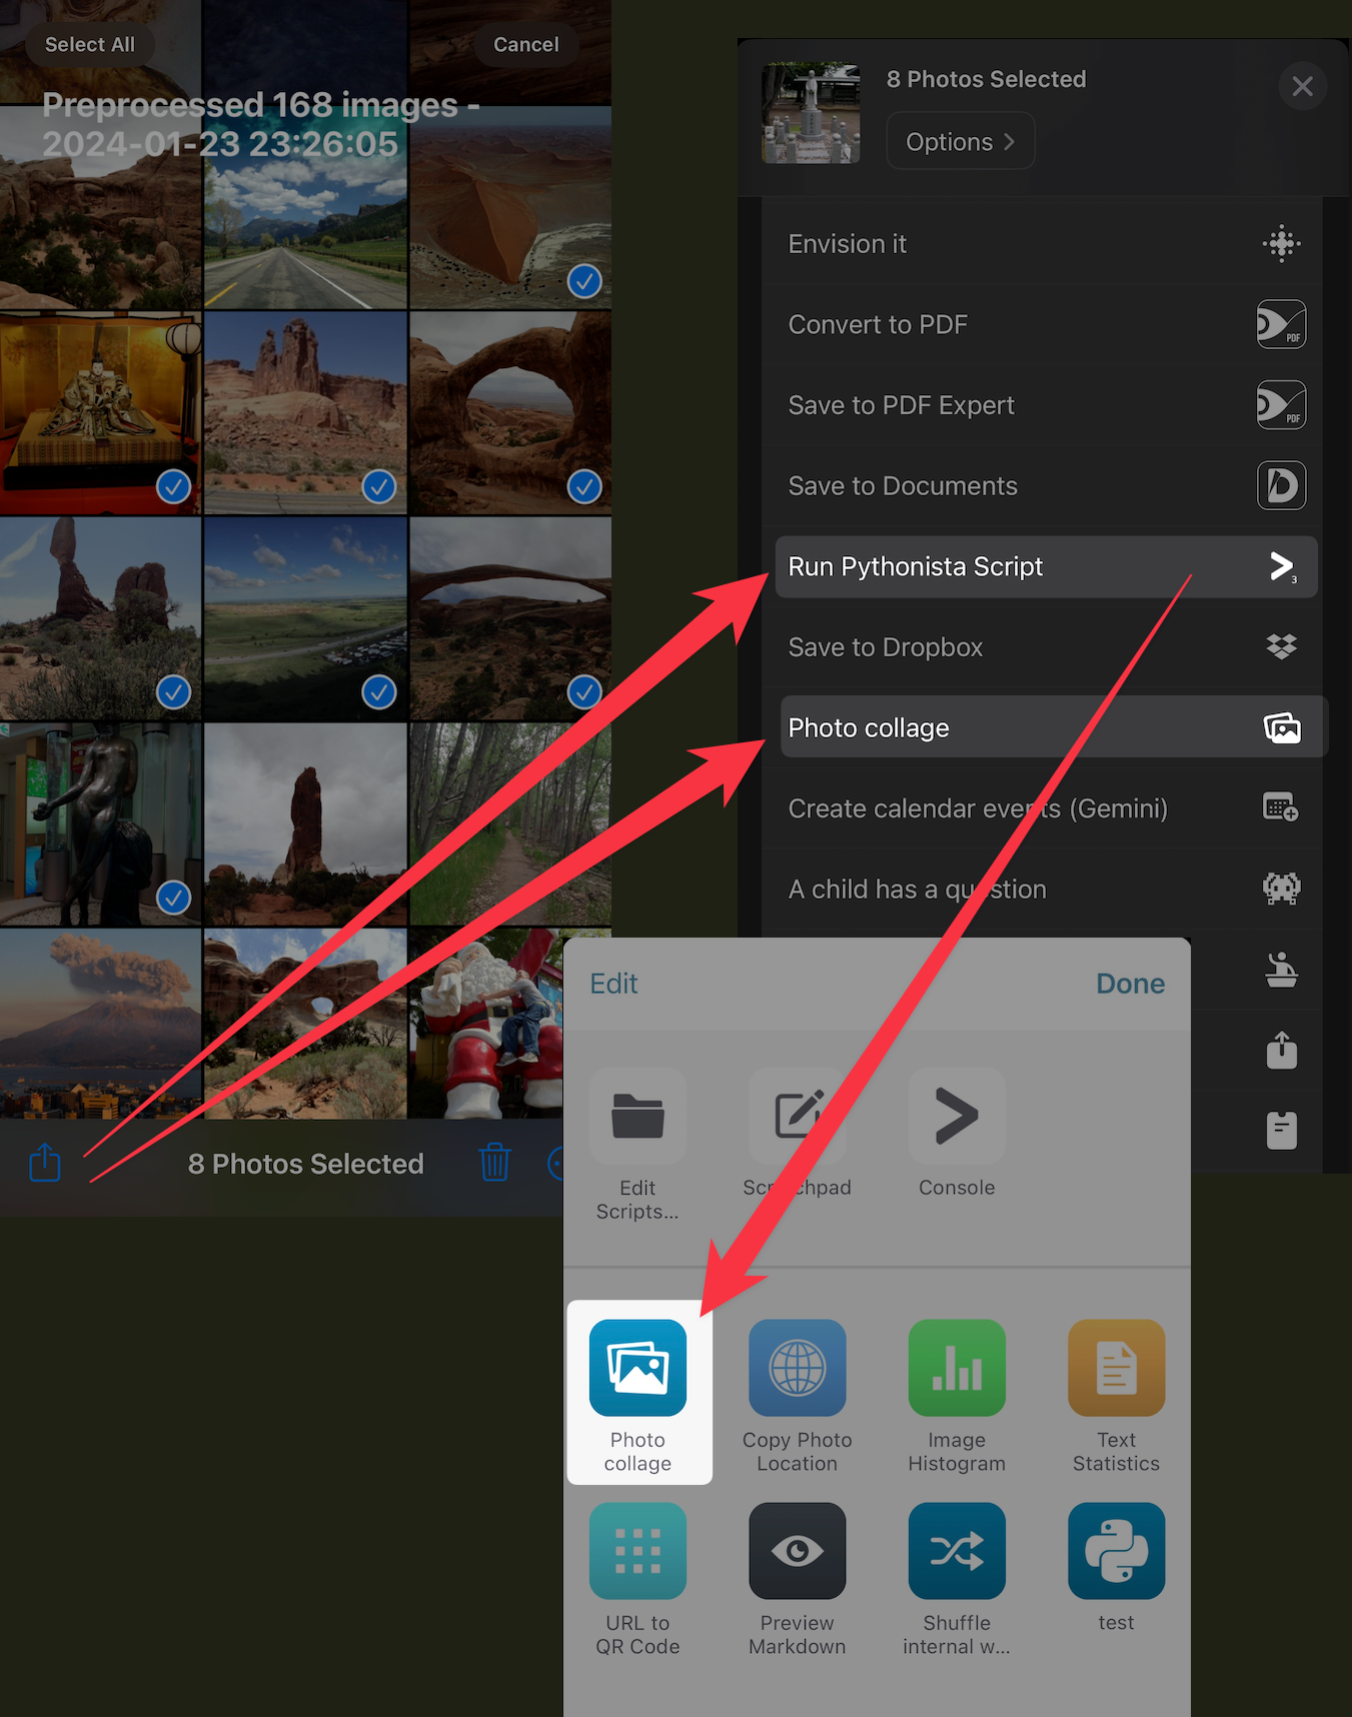 Select All
Cancel
Preprocessed 168 images -
2024-01-23 23:26:05
8 Photos Selected
8 Photos Selected
Options
Envision it
Convert to PDF
PDF
Save to PDF Expert
PDF
Save to Documents
Run Pythonista Script
3
Save to Dropbox
Photo collage
Create calendar events (Gemini)
A child has a question
Edit
Done
Edit
Scripts...
Scratchpad
Console
Photo
collage
Copy Photo
Location
Image
Histogram
Text
Statistics
URL to
QR Code
Preview
Markdown
Shuffle
internal w...
test